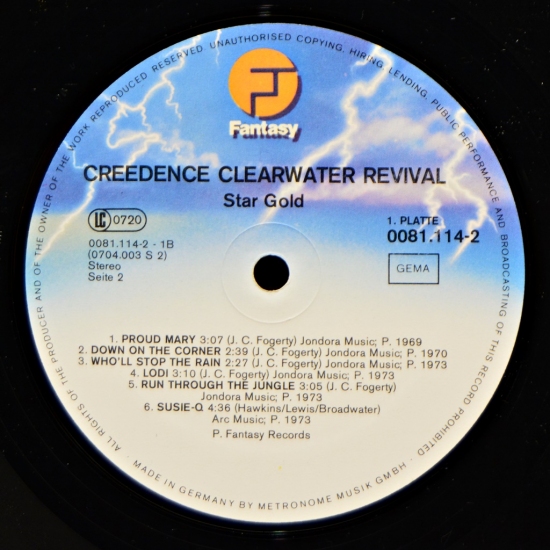 ALL RIGHTS OF THE PRODUCER AND OF THE OWNER OF THE WORK REPRODUCED RESERVED. UNAUTHORISED COPYING, HIRING, LENDING, PUBLIC PERFORMANCE AND BROADCASTING OF THIS RECORD PROHIBITED ·
Fantasy
CREEDENCE CLEARWATER REVIVAL
Star Gold
LC 0720
1. PLATTE
0081.114-2
0081.114-2 - 1B
(0704.003 S 2)
Stereo
Seite 2
GEMA
1. PROUD MARY 3:07 (J. C. Fogerty) Jondora Music; P. 1969
2. DOWN ON THE CORNER 2:39 (J. C. Fogerty) Jondora Music; P. 1970
3. WHO'LL STOP THE RAIN 2:27 (J. C. Fogerty) Jondora Music; P. 1973
4. LODI 3:10 (J. C. Fogerty) Jondora Music; P. 1973
5. RUN THROUGH THE JUNGLE 3:05 (J. C. Fogerty)
Jondora Music; P. 1973
6. SUSIE-Q 4:36 (Hawkins/Lewis/Broadwater)
Arc Music; P. 1973
P. Fantasy Records
· MADE IN GERMANY BY METRONOME MUSIK GMBH ·